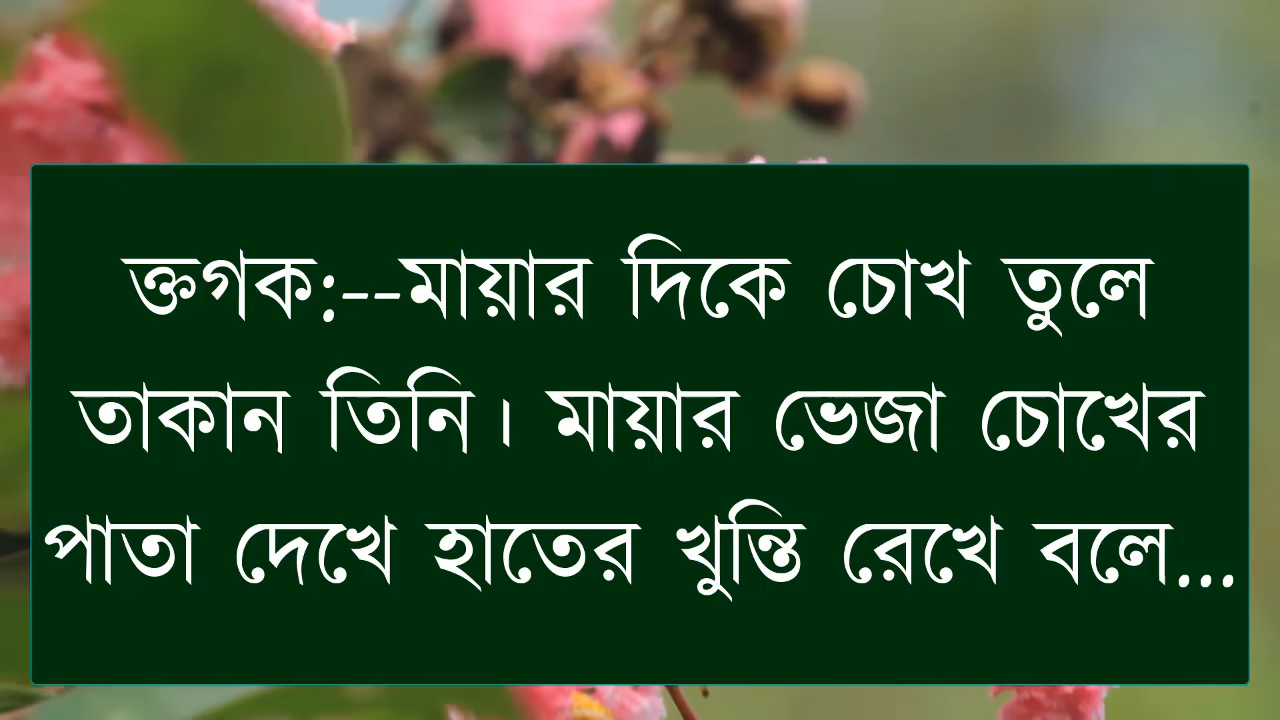 ক্তগক:--মায়ার দিকে চোখ তুলে
তাকান তিনি। মায়ার ভেজা চোখের
পাতা দেখে হাতের খুন্তি রেখে বলে...